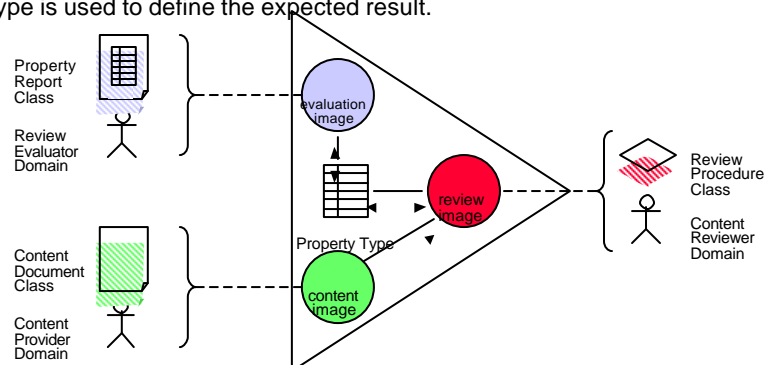 ype is used to define the expected result.
Property
Report
Class
Review
Evaluator
Domain
evaluation
image
Property Type
review
image
content
image
Content
Document
Class
Content
Provider
Domain
Review
Procedure
Class
Content
Reviewer
Domain